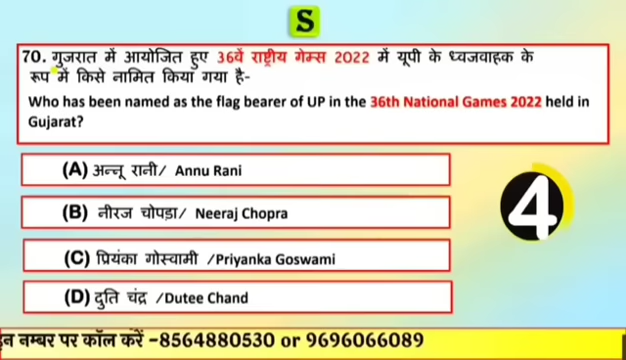 S
70. गुजरात में आयोजित हुए 36वें राष्ट्रीय गेम्स 2022 में यूपी के ध्वजवाहक के
रूप में किसे नामित किया गया है-
Who has been named as the flag bearer of UP in the 36th National Games 2022 held in
Gujarat?
(A) अन्नू रानी/ Annu Rani
(B) नीरज चोपड़ा/ Neeraj Chopra
(C) प्रियंका गोस्वामी /Priyanka Goswami
(D) दुति चंद्र /Dutee Chand
4
न नम्बर पर कॉल करें -8564880530 or 9696066089